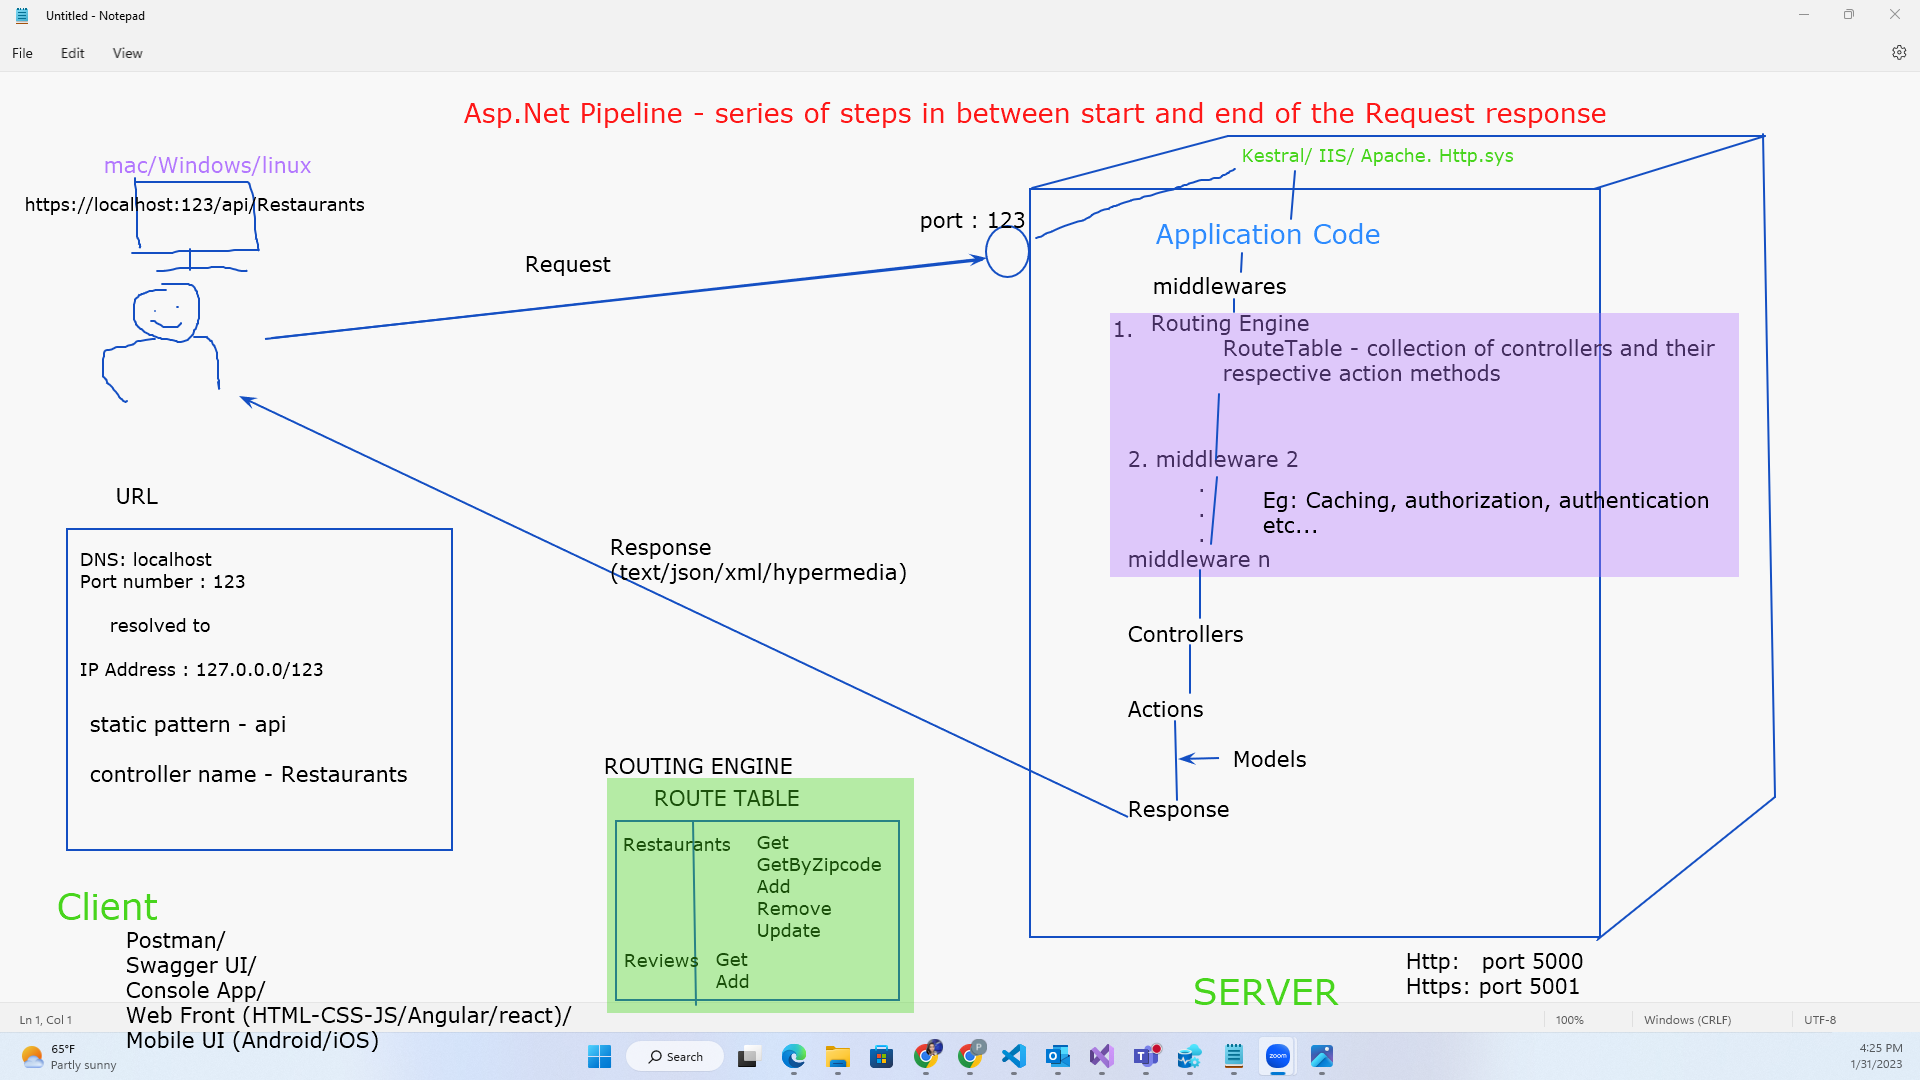 Untitled - Notepad
File Edit View
Asp.Net Pipeline - series of steps in between start and end of the Request response
mac/Windows/linux
https://localhost:123/api/Restaurants
Request
port : 123
Kestral/ IIS/ Apache. Http.sys
Application Code
middlewares
1. Routing Engine
RouteTable - collection of controllers and their
respective action methods
2. middleware 2
.
.
.
Eg: Caching, authorization, authentication
etc...
middleware n
Controllers
Actions
Models
Response
Response
(text/json/xml/hypermedia)
URL
DNS: localhost
Port number : 123
resolved to
IP Address : 127.0.0.0/123
static pattern - api
controller name - Restaurants
ROUTING ENGINE
ROUTE TABLE
Restaurants
Get
GetByZipcode
Add
Remove
Update
Reviews
Get
Add
Client
Postman/
Swagger UI/
Console App/
Web Front (HTML-CSS-JS/Angular/react)/
Mobile UI (Android/iOS)
SERVER
Http: port 5000
Https: port 5001
Ln 1, Col 1
100%
Windows (CRLF)
UTF-8
65°F
Partly sunny
Search
P
zoom
4:25 PM
1/31/2023